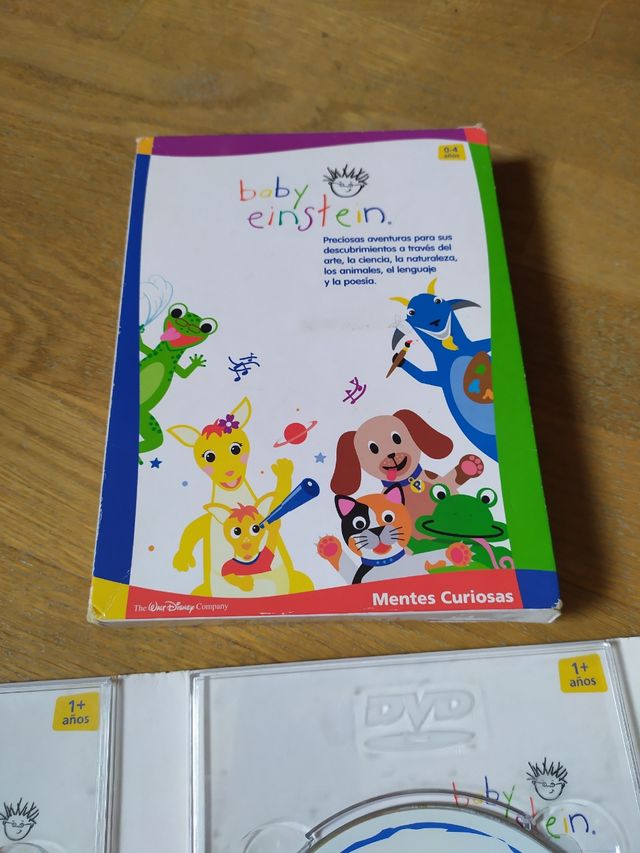 0-4
años
baby
einstein.
Preciosas aventuras para sus
descubrimientos a través del
arte, la ciencia, la naturaleza,
los animales, el lenguaje
y la poesía.
P
The Walt Disney Company
Mentes Curiosas
1+
años
1+
años
DVD
baby